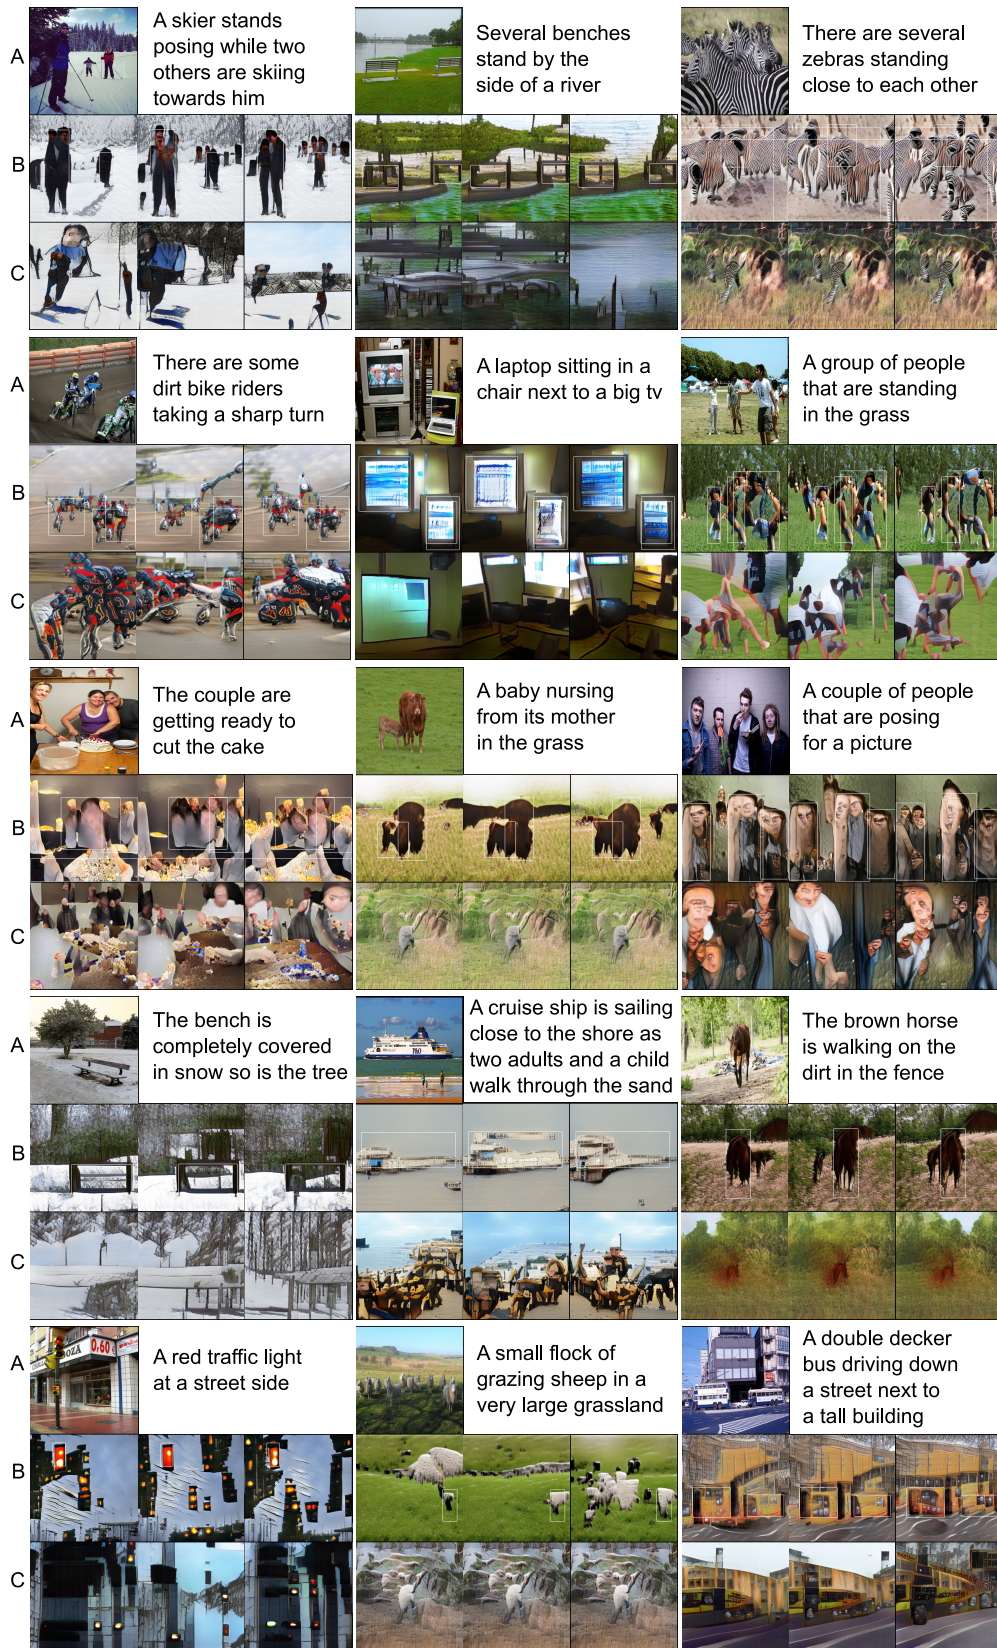 A
A skier stands
posing while two
others are skiing
towards him
Several benches
stand by the
side of a river
There are several
zebras standing
close to each other
B
C
A
There are some
dirt bike riders
taking a sharp turn
A laptop sitting in a
chair next to a big tv
A group of people
that are standing
in the grass
B
C
A
The couple are
getting ready to
cut the cake
A baby nursing
from its mother
in the grass
A couple of people
that are posing
for a picture
B
C
A
The bench is
completely covered
in snow so is the tree
P&O
A cruise ship is sailing
close to the shore as
two adults and a child
walk through the sand
The brown horse
is walking on the
dirt in the fence
B
C
A
OZA
0,60
A red traffic light
at a street side
A small flock of
grazing sheep in a
very large grassland
A double decker
bus driving down
a street next to
a tall building
B
C